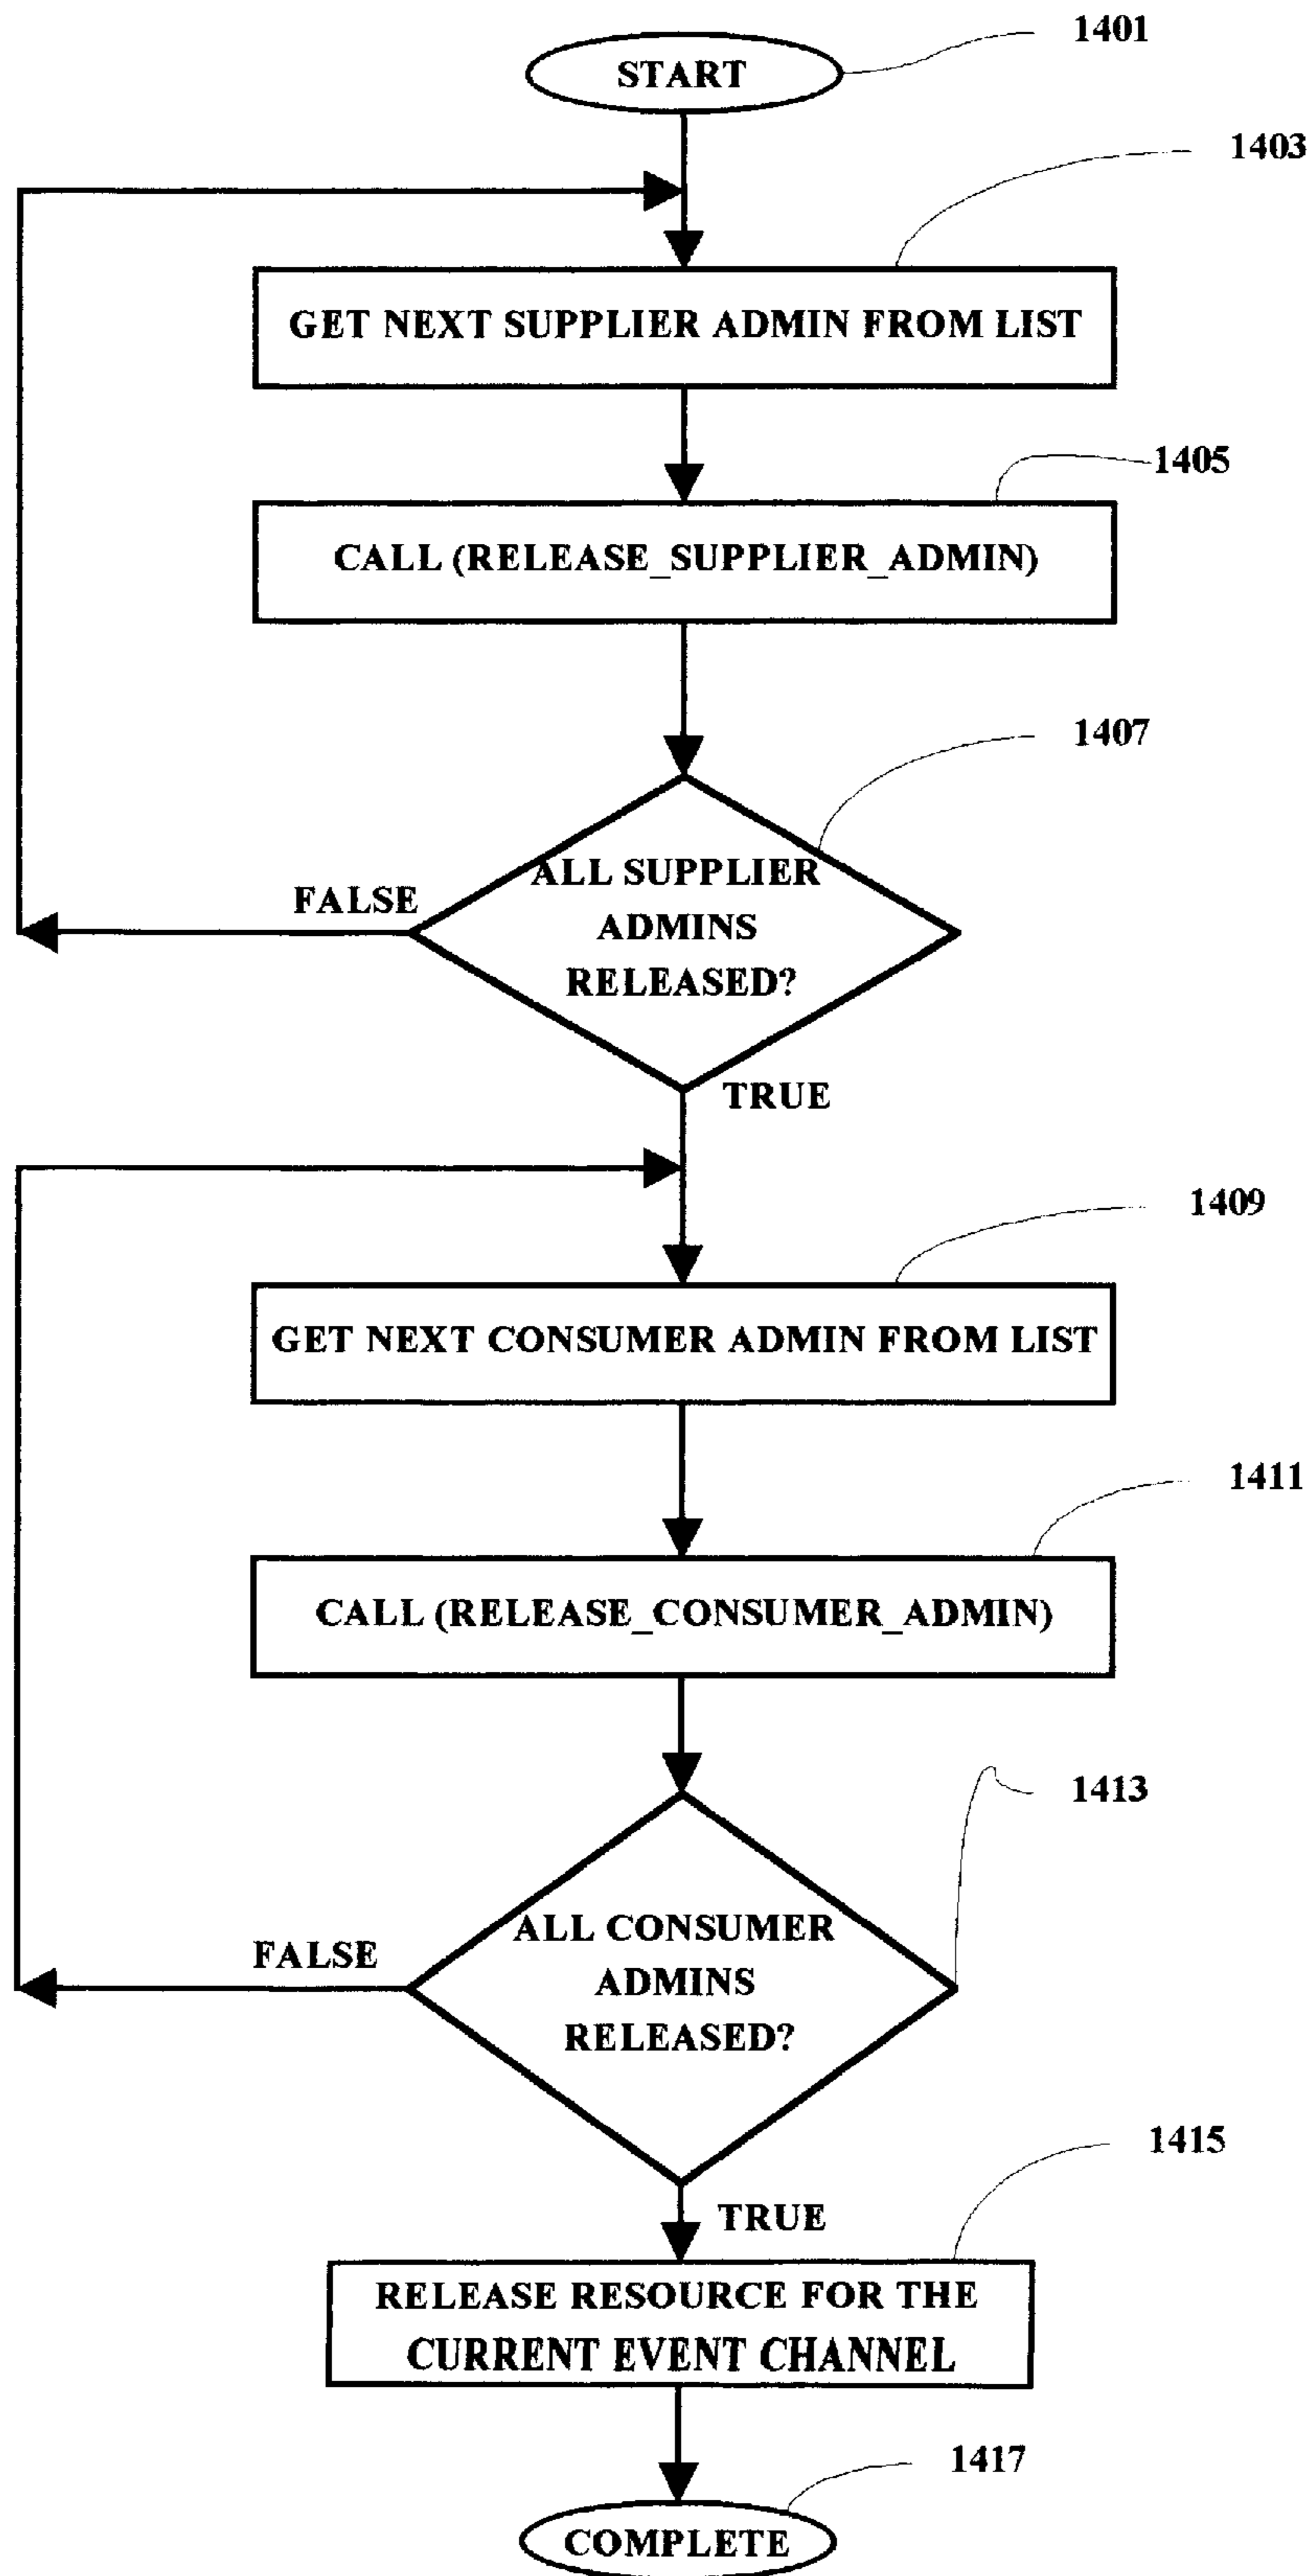 1401
START
1403
GET NEXT SUPPLIER ADMIN FROM LIST
1405
CALL (RELEASE_SUPPLIER_ADMIN)
1407
ALL SUPPLIER
ADMINS
RELEASED?
FALSE
TRUE
1409
GET NEXT CONSUMER ADMIN FROM LIST
1411
CALL (RELEASE_CONSUMER_ADMIN)
1413
ALL CONSUMER
ADMINS
RELEASED?
FALSE
TRUE
1415
RELEASE RESOURCE FOR THE
CURRENT EVENT CHANNEL
1417
COMPLETE